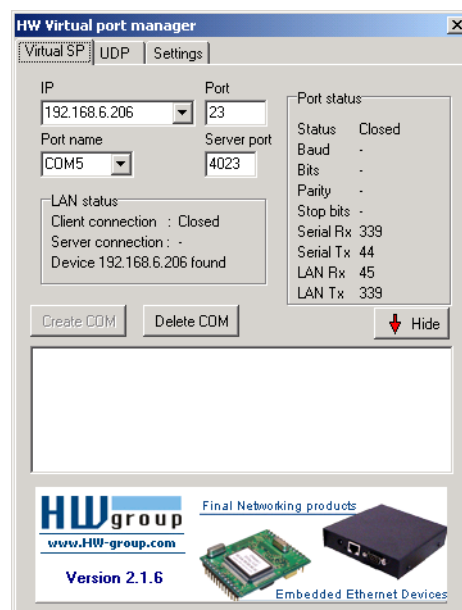 HW Virtual port manager
Virtual SP UDP Settings
IP Port
192.168.6.206 23
Port name Server port
COM5 4023
LAN status
Client connection : Closed
Server connection : -
Device 192.168.6.206 found
Port status
Status Closed
Baud -
Bits -
Parity -
Stop bits -
Serial Rx 339
Serial Tx 44
LAN Rx 45
LAN Tx 339
Create COM Delete COM Hide
HW group
www.HW-group.com
Version 2.1.6
Final Networking products
Embedded Ethernet Devices